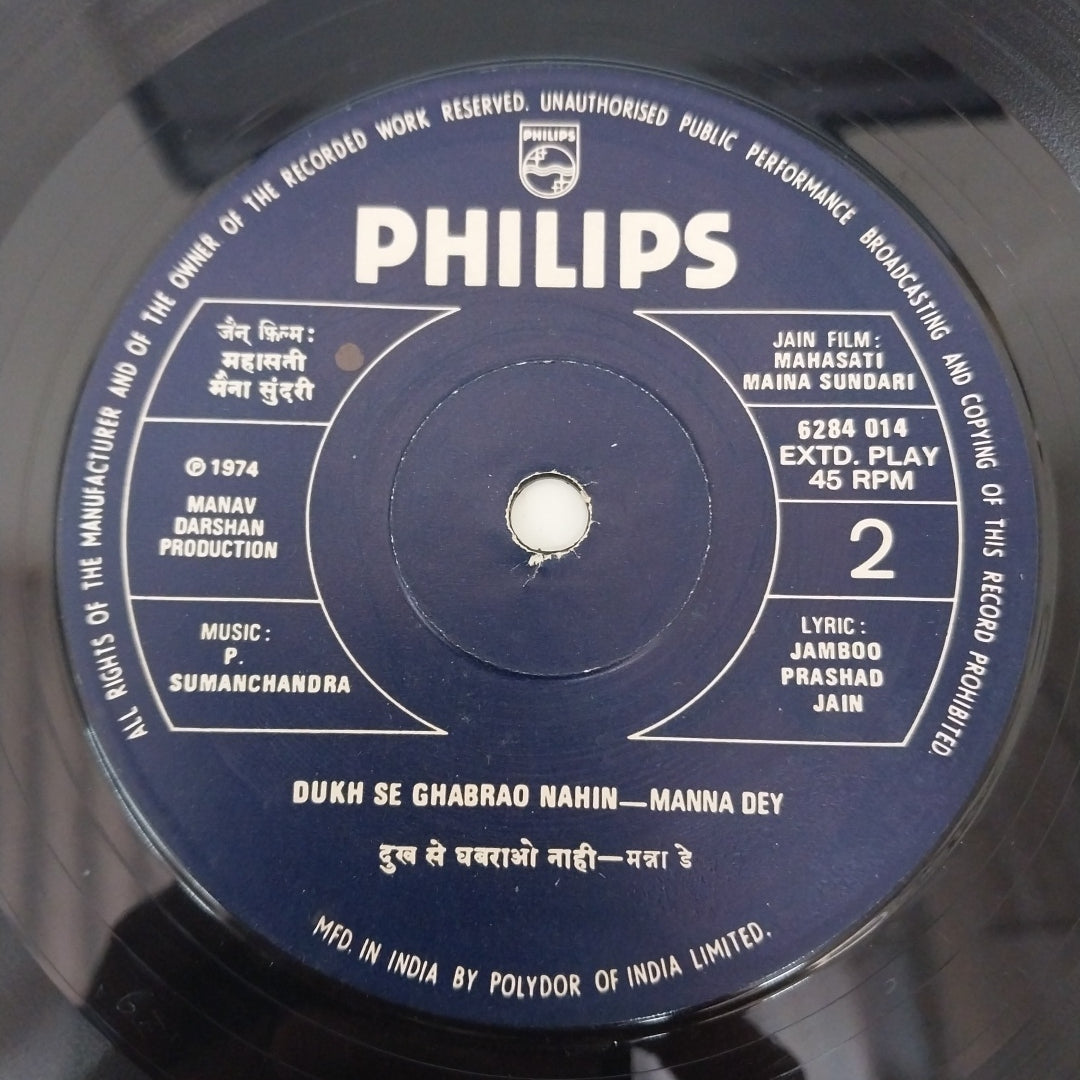 ALL RIGHTS OF THE MANUFACTURER AND OF THE OWNER OF THE RECORDED WORK RESERVED. UNAUTHORISED PUBLIC PERFORMANCE BROADCASTING AND COPYING OF THIS RECORD PROHIBITED.
PHILIPS
PHILIPS
जैन् फ़िल्म :
महासती
मैना सुंदरी
℗ 1974
MANAV
DARSHAN
PRODUCTION
MUSIC :
P.
SUMANCHANDRA
JAIN FILM :
MAHASATI
MAINA SUNDARI
6284 014
EXTD. PLAY
45 RPM
2
LYRIC :
JAMBOO
PRASHAD
JAIN
DUKH SE GHABRAO NAHIN—MANNA DEY
दुख से घबराओ नाही—मन्ना डे
MFD. IN INDIA BY POLYDOR OF INDIA LIMITED.